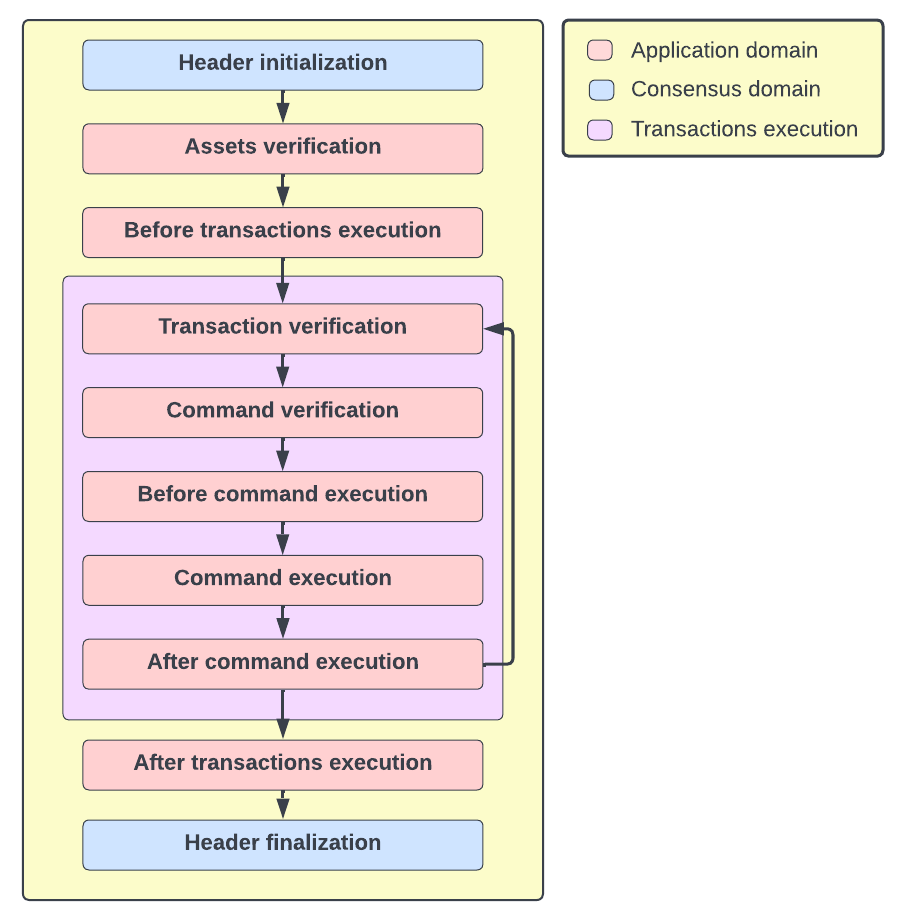 Header initialization
Assets verification
Before transactions execution
Transaction verification
Command verification
Before command execution
Command execution
After command execution
After transactions execution
Header finalization
Application domain
Consensus domain
Transactions execution